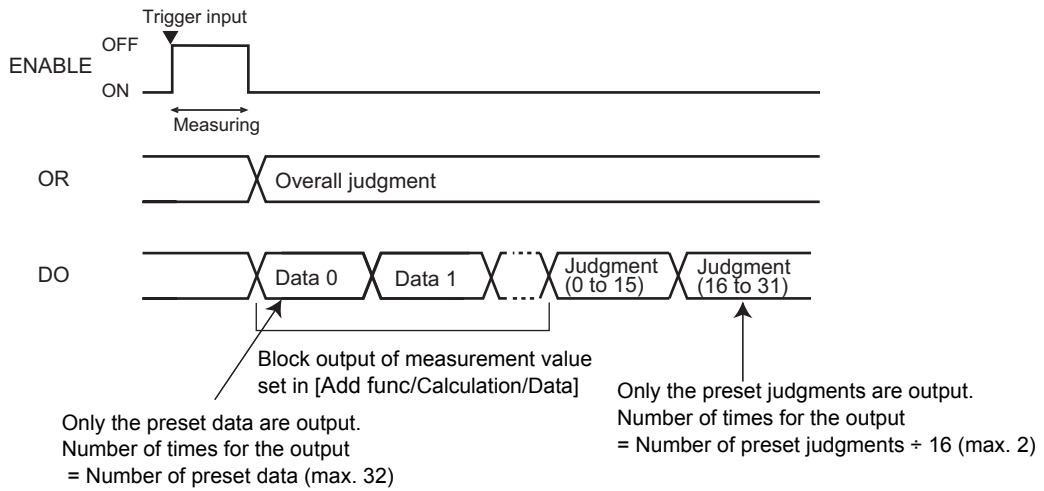 Trigger input
OFF
ENABLE
ON
Measuring
OR
Overall judgment
DO
Data 0
Data 1
Judgment
(0 to 15)
Judgment
(16 to 31)
Block output of measurement value
set in [Add func/Calculation/Data]
Only the preset data are output.
Number of times for the output
= Number of preset data (max. 32)
Only the preset judgments are output.
Number of times for the output
= Number of preset judgments ÷ 16 (max. 2)